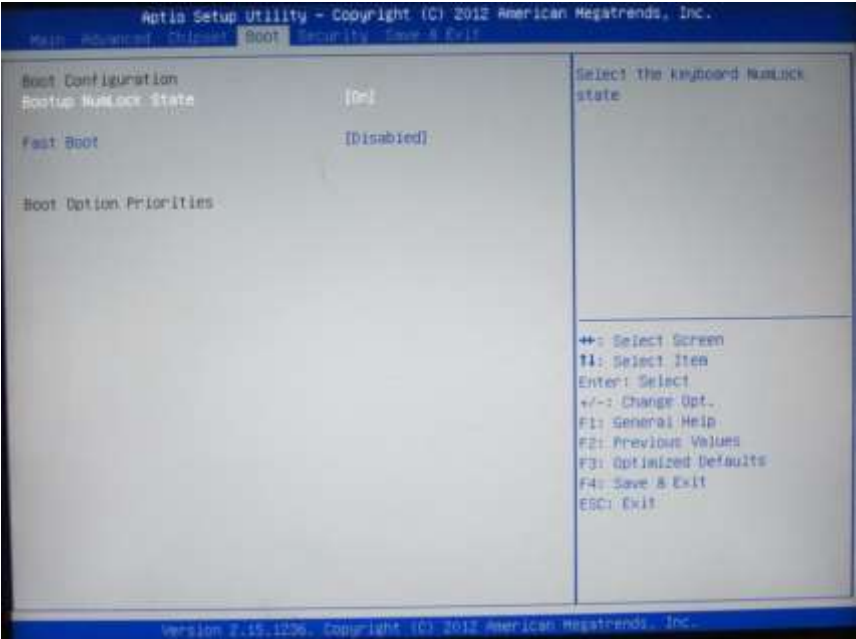 Aptio Setup Utility – Copyright (C) 2012 American Megatrends, Inc.
Main Advanced Chipset Boot Security Save & Exit
Boot Configuration
Bootup NumLock State [On]
Fast Boot [Disabled]
Boot Option Priorities
Select the keyboard NumLock
state
↔: Select Screen
↑↓: Select Item
Enter: Select
+/-: Change Opt.
F1: General Help
F2: Previous Values
F3: Optimized Defaults
F4: Save & Exit
ESC: Exit
Version 2.15.1236. Copyright (C) 2012 American Megatrends, Inc.